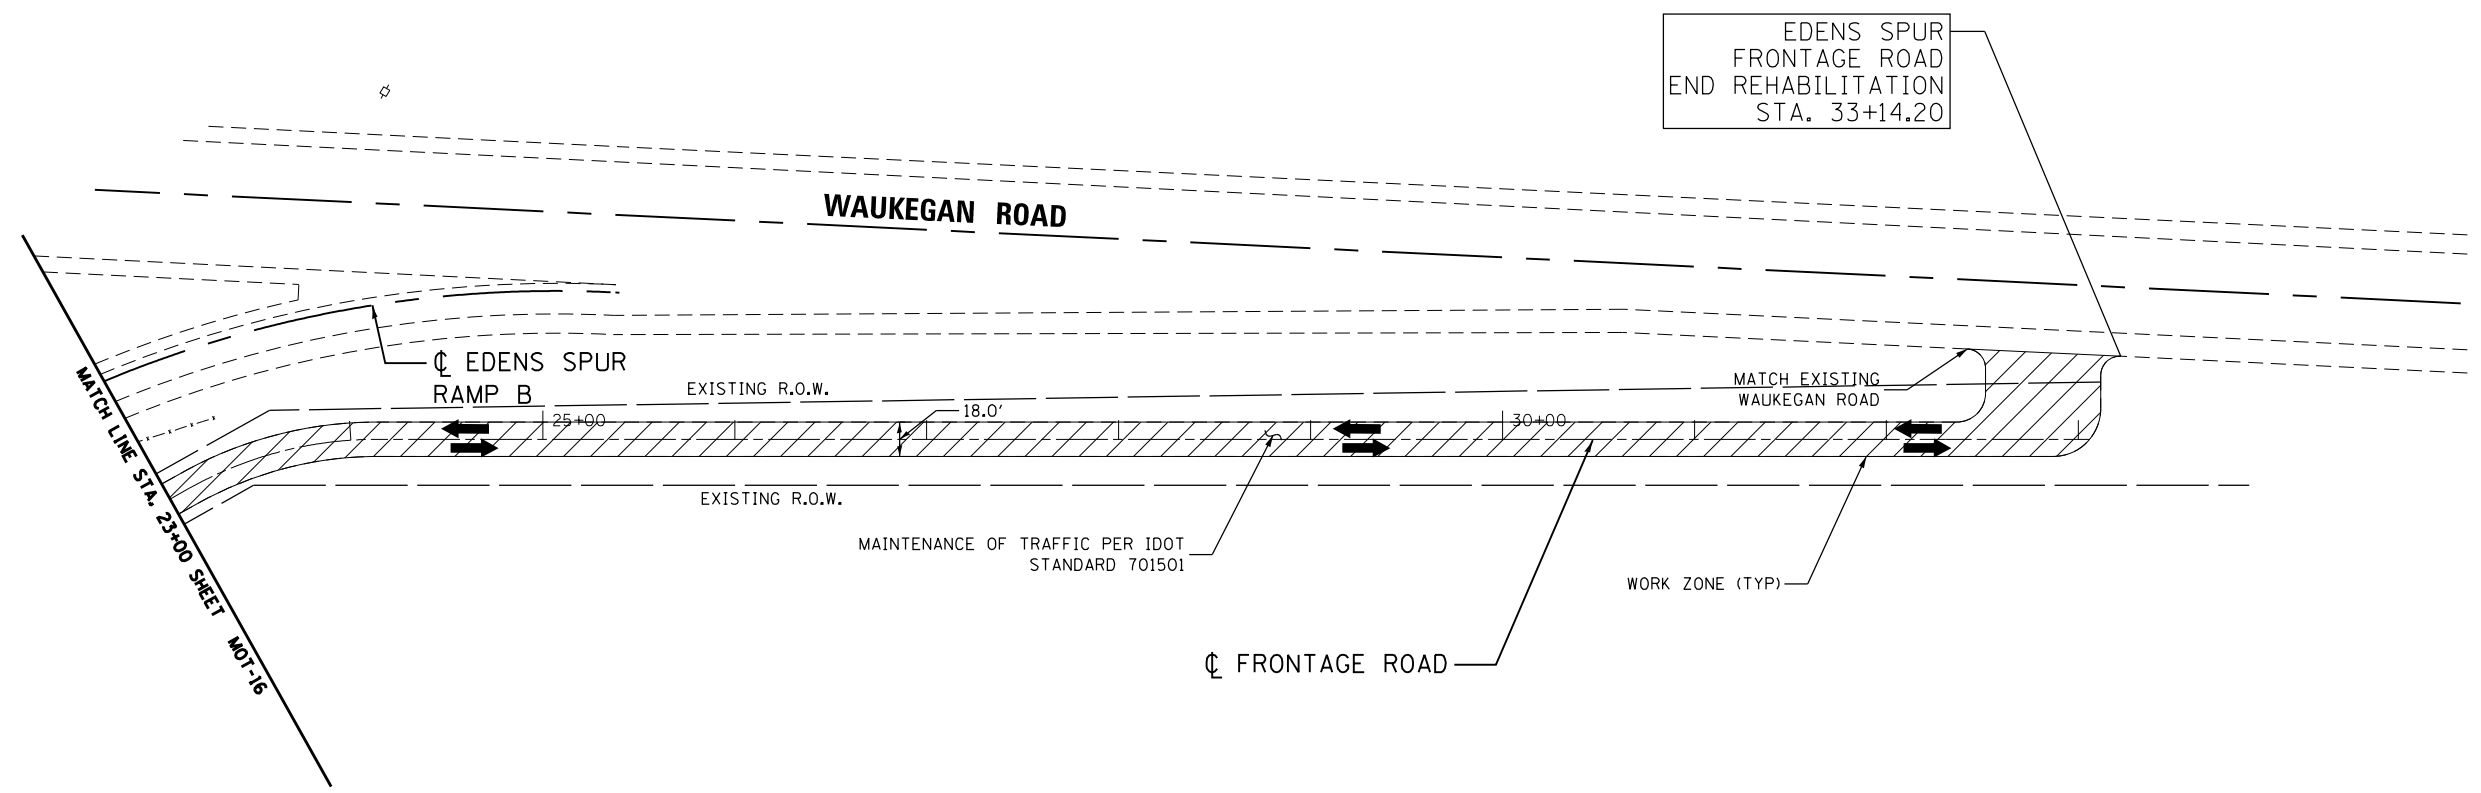 EDENS SPUR
FRONTAGE ROAD
END REHABILITATION
STA. 33+14.20
WAUKEGAN ROAD
℄ EDENS SPUR
RAMP B
MATCH LINE STA. 23+00 SHEET MOT-16
EXISTING R.O.W.
MATCH EXISTING
WAUKEGAN ROAD
25+00
18.0'
30+00
EXISTING R.O.W.
MAINTENANCE OF TRAFFIC PER IDOT
STANDARD 701501
WORK ZONE (TYP)
℄ FRONTAGE ROAD